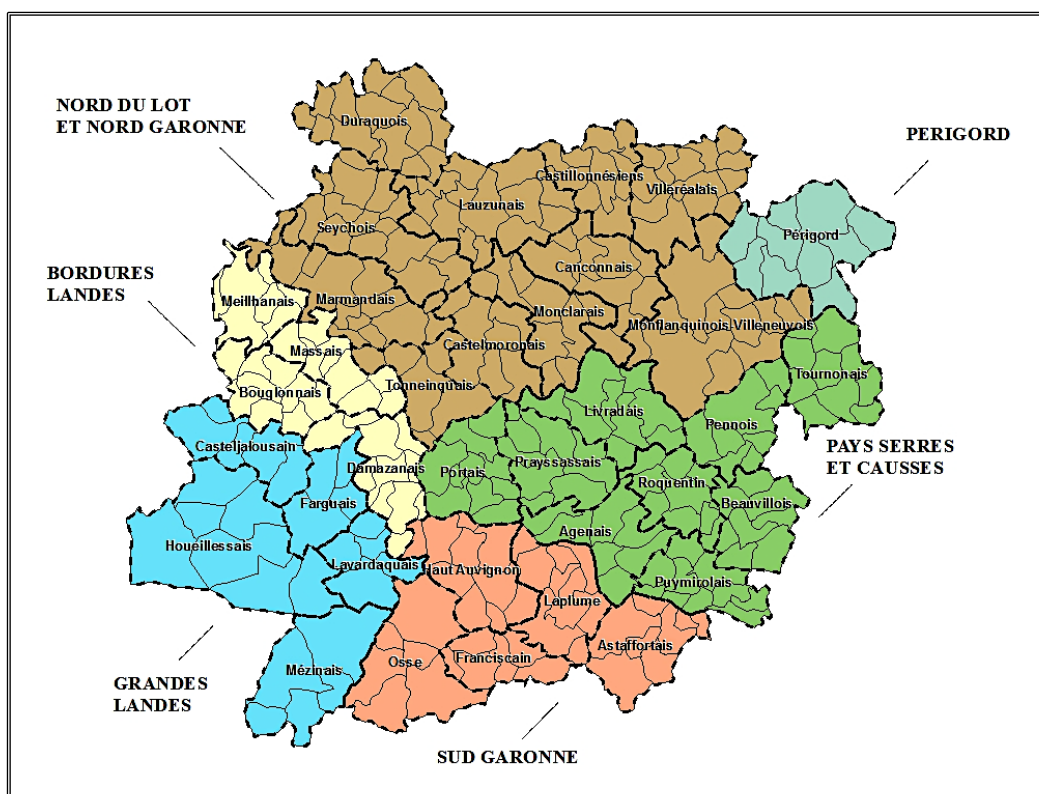 NORD DU LOT
ET NORD GARONNE
PERIGORD
BORDURES
LANDES
PAYS SERRES
ET CAUSSES
GRANDES
LANDES
SUD GARONNE
Duraquois
Castillonnésiens
Villeréalais
Lauzunais
Seychois
Périgord
Canconnais
Meilhanais
Marmandais
Monclarais
Monflanquinois
Villeneuvois
Massais
Castelmoronais
Tonneinquais
Tournonais
Bouglonnais
Livradais
Pennois
Casteljalousain
Damazanais
Portais
Prayssassais
Roquentin
Beauvillois
Farguais
Agenais
Houeillessais
Lavardaquais
Haut Auvignon
Puymirolais
Laplume
Astaffortais
Mézinais
Osse
Franciscain